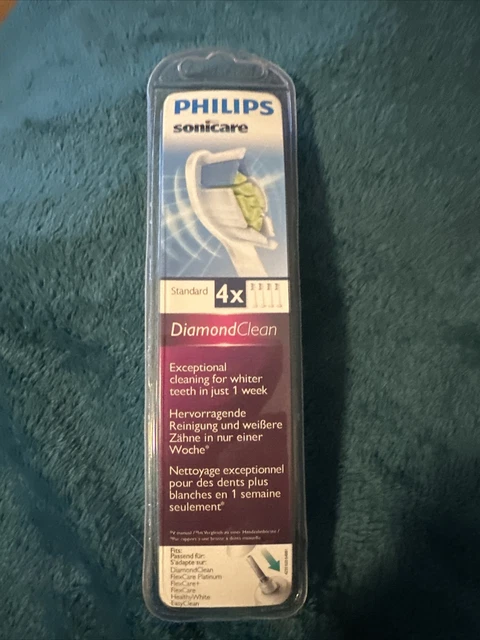 PHILIPS
sonicare
Standard 4x
DiamondClean
Exceptional
cleaning for whiter
teeth in just 1 week
Hervorragende
Reinigung und weißere
Zähne in nur einer
Woche*
Nettoyage exceptionnel
pour des dents plus
blanches en 1 semaine
seulement*
Fits:
Passend für:
S'adapte sur:
DiamondClean
FlexCare Platinum
FlexCare+
FlexCare
HealthyWhite
EasyClean